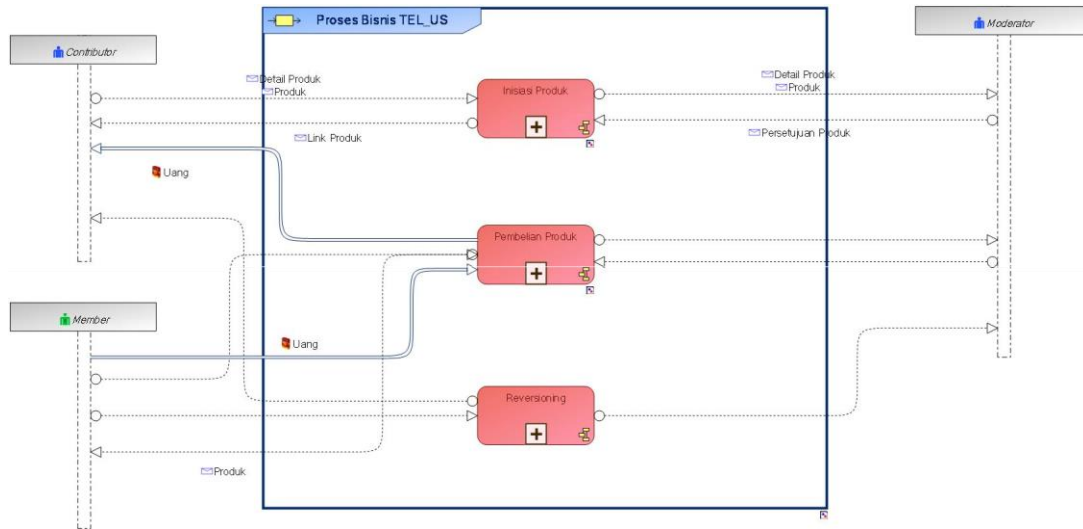 Proses Bisnis TEL_US
Contributor
Moderator
Detail Produk
Produk
Inisiasi Produk
Detail Produk
Produk
Link Produk
Persetujuan Produk
Uang
Pembelian Produk
Member
Uang
Reversioning
Produk